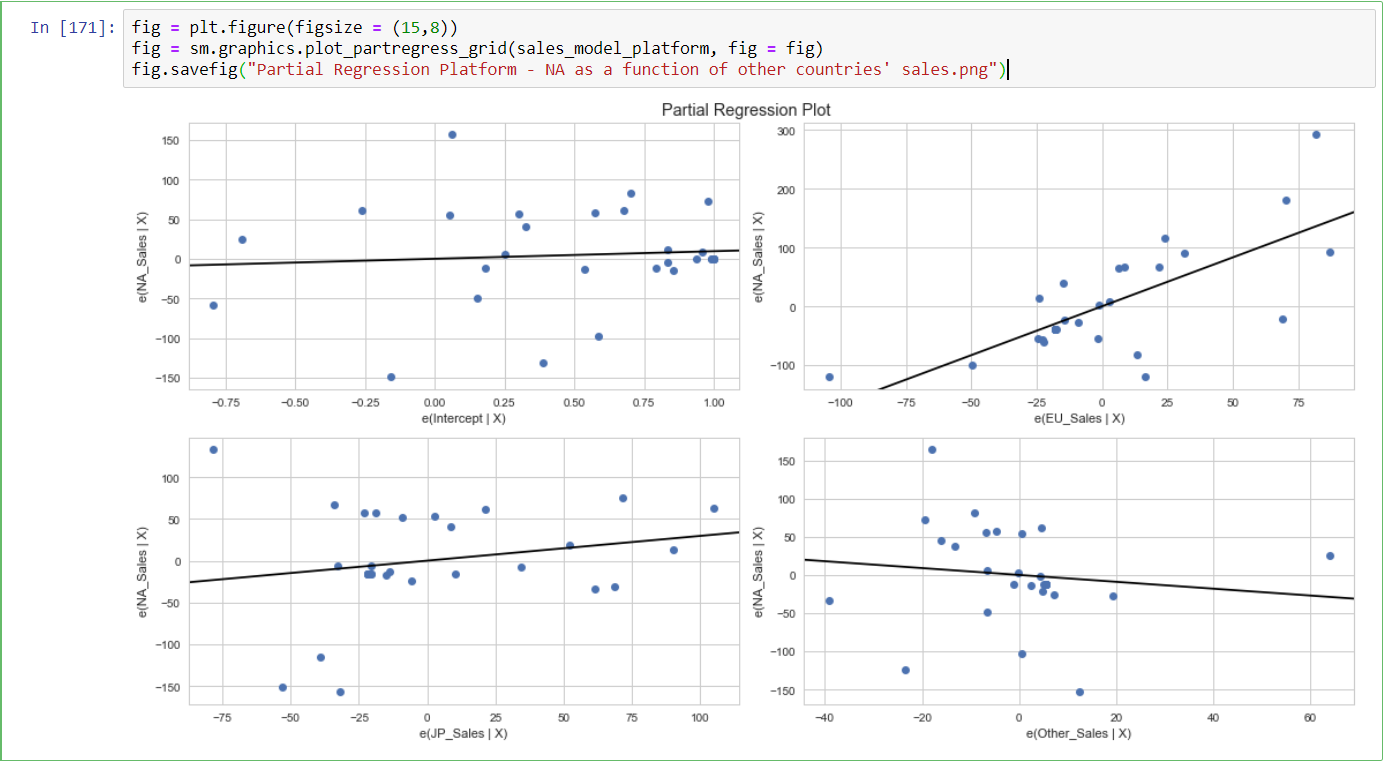 In [171]:
fig = plt.figure(figsize = (15,8))
fig = sm.graphics.plot_partregress_grid(sales_model_platform, fig = fig)
fig.savefig("Partial Regression Platform - NA as a function of other countries' sales.png")
Partial Regression Plot
e(NA_Sales | X)
150
100
50
0
−50
−100
−150
−0.75 −0.50 −0.25 0.00 0.25 0.50 0.75 1.00
e(Intercept | X)
e(NA_Sales | X)
300
200
100
0
−100
−100 −75 −50 −25 0 25 50 75
e(EU_Sales | X)
e(NA_Sales | X)
100
50
0
−50
−100
−150
−75 −50 −25 0 25 50 75 100
e(JP_Sales | X)
e(NA_Sales | X)
150
100
50
0
−50
−100
−150
−40 −20 0 20 40 60
e(Other_Sales | X)